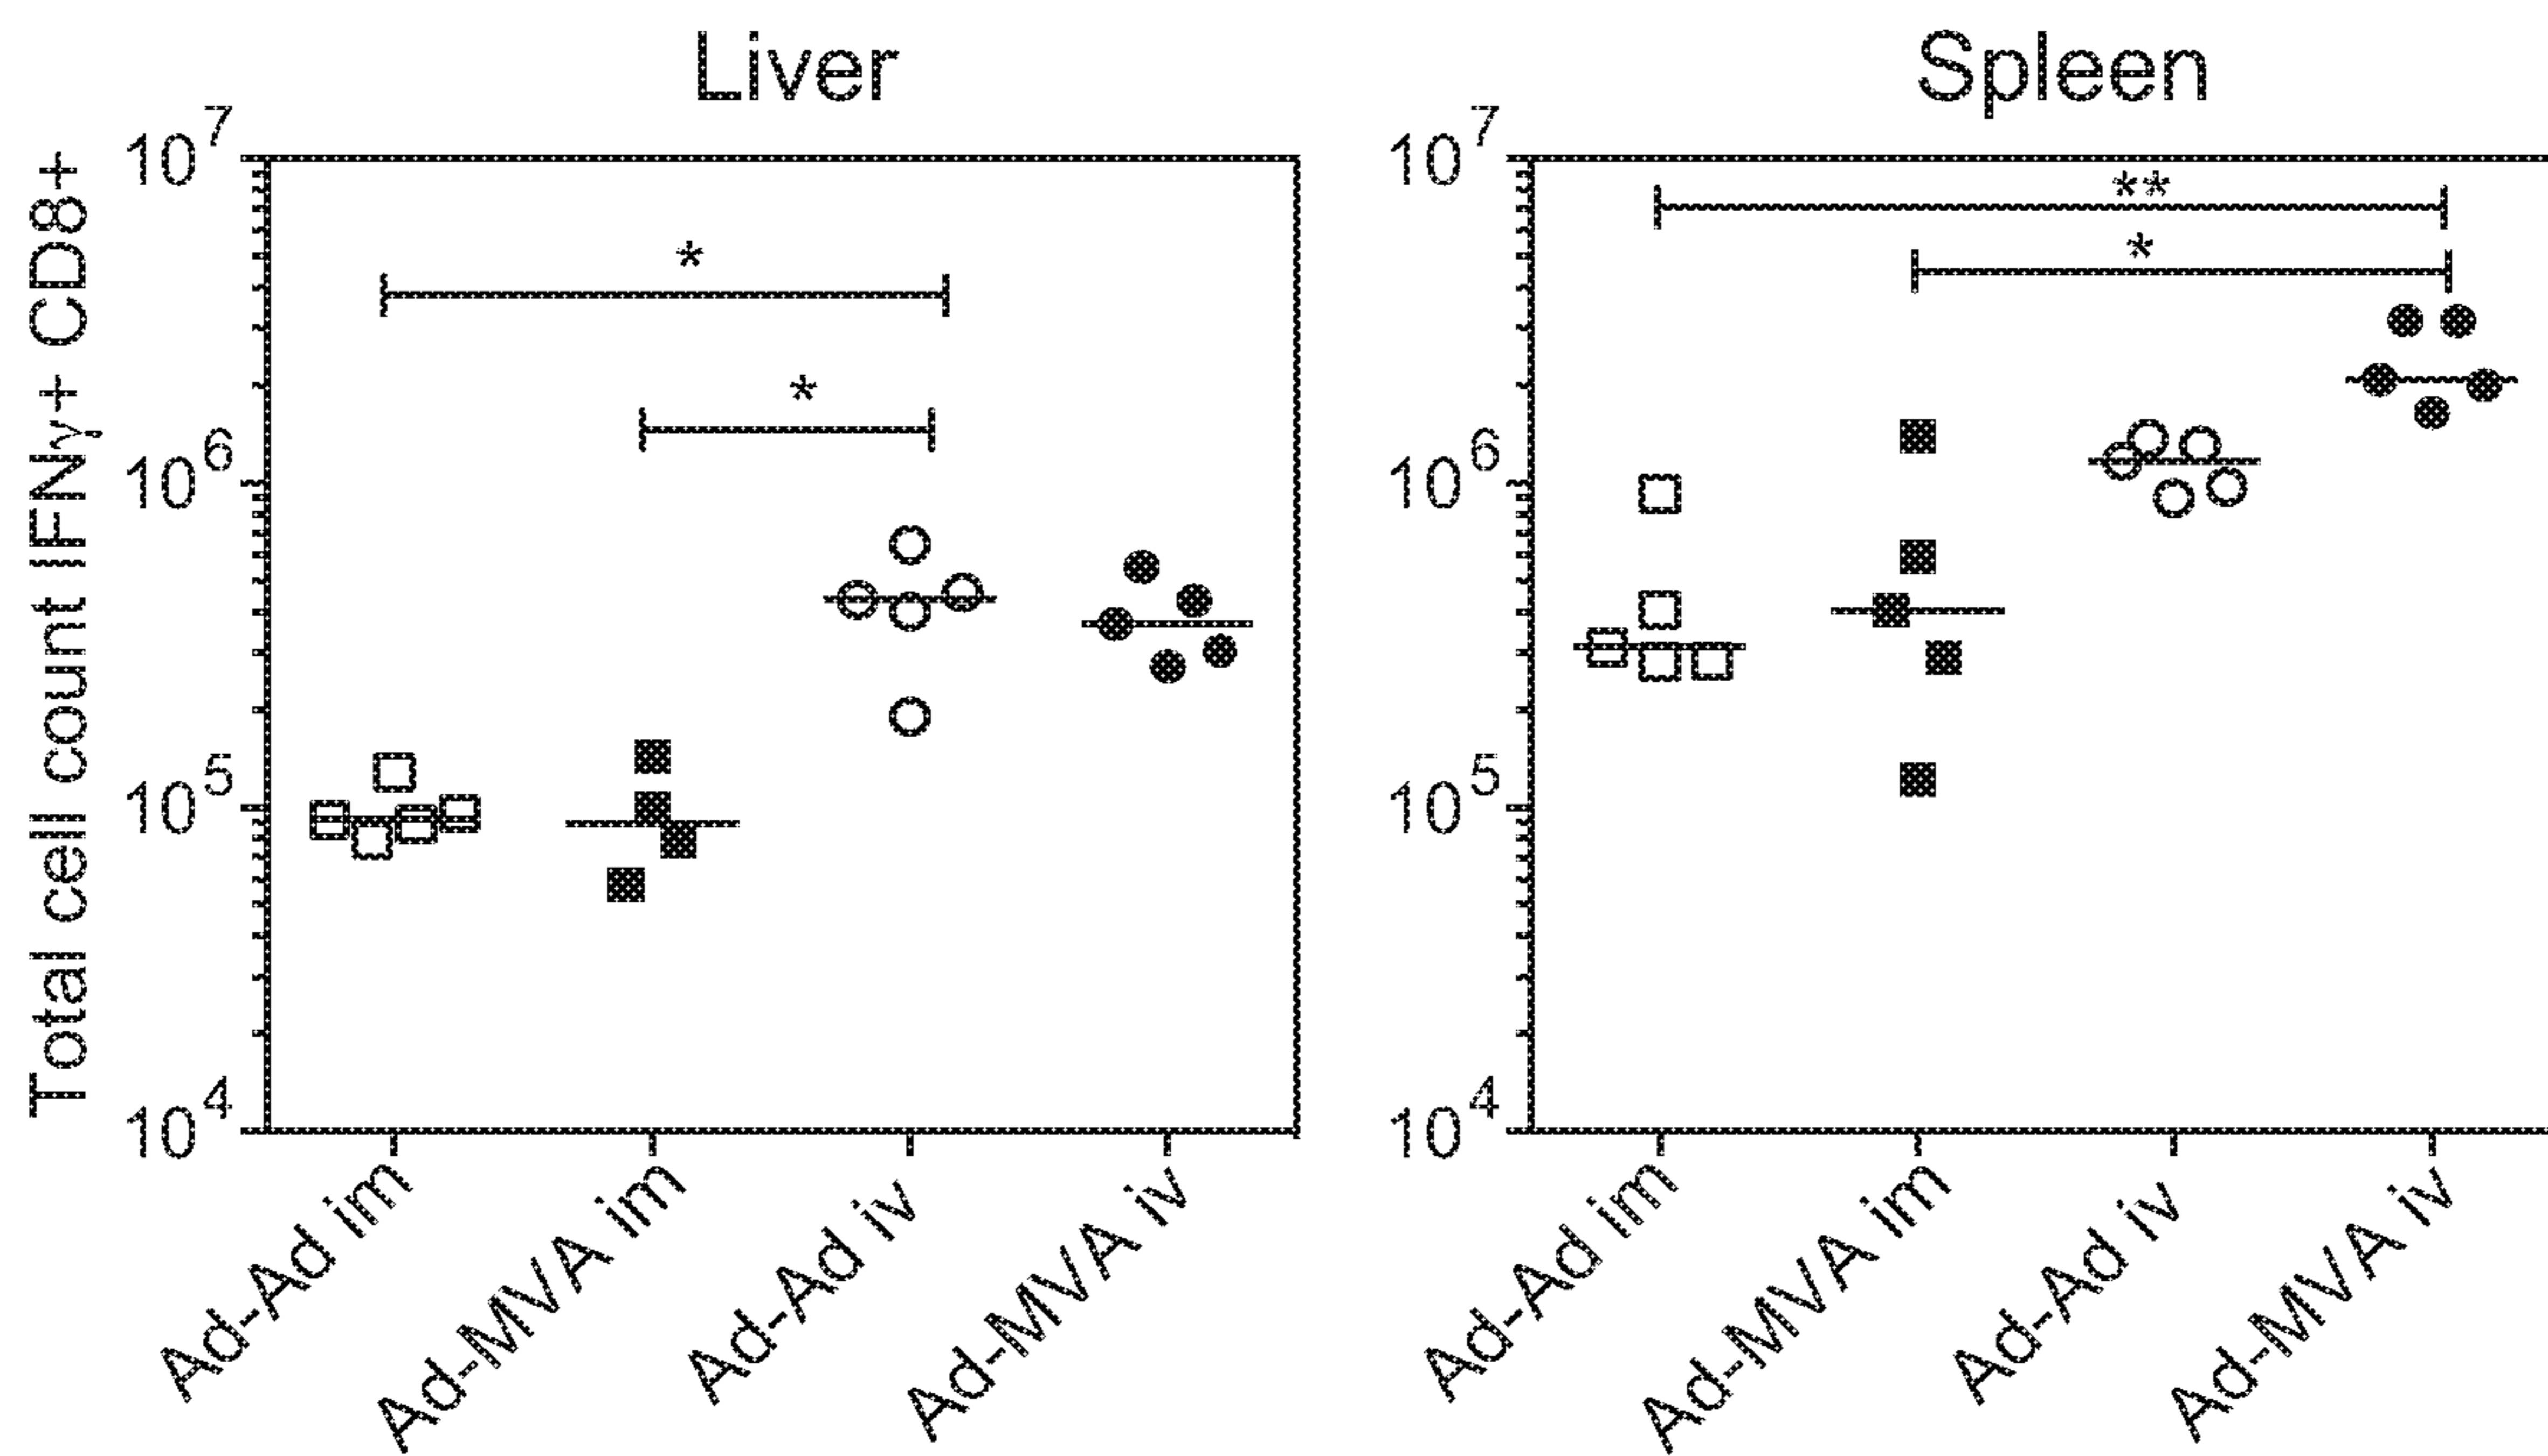 Liver
Total cell count IFNγ+ CD8+
10^7
10^6
10^5
10^4
*
*
Ad-Ad im
Ad-MVA im
Ad-Ad iv
Ad-MVA iv
Spleen
10^7
10^6
10^5
10^4
**
*
Ad-Ad im
Ad-MVA im
Ad-Ad iv
Ad-MVA iv